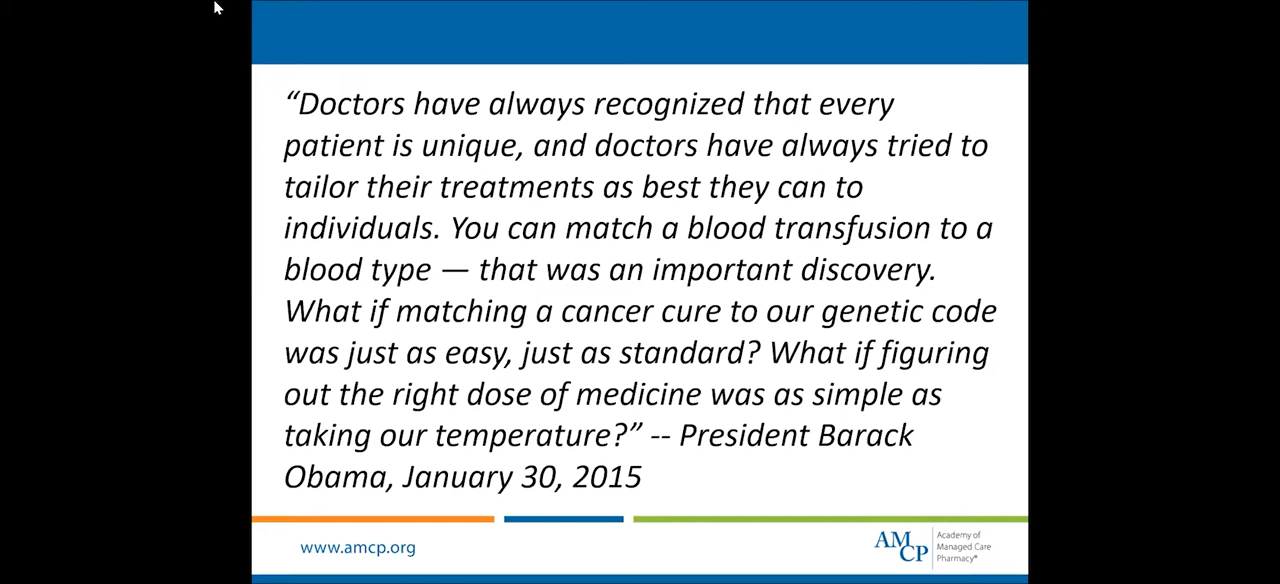 “Doctors have always recognized that every
patient is unique, and doctors have always tried to
tailor their treatments as best they can to
individuals. You can match a blood transfusion to a
blood type — that was an important discovery.
What if matching a cancer cure to our genetic code
was just as easy, just as standard? What if figuring
out the right dose of medicine was as simple as
taking our temperature?” -- President Barack
Obama, January 30, 2015
www.amcp.org
AMCP
Academy of
Managed Care
Pharmacy®